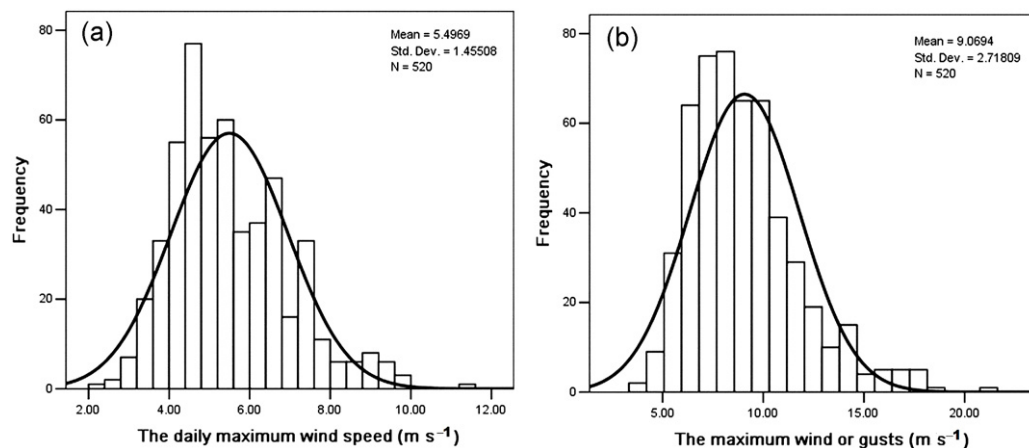 (a)
Mean = 5.4969
Std. Dev. = 1.45508
N = 520
80
60
40
20
0
Frequency
2.00 4.00 6.00 8.00 10.00 12.00
The daily maximum wind speed (m s⁻¹)
(b)
Mean = 9.0694
Std. Dev. = 2.71809
N = 520
80
60
40
20
0
Frequency
5.00 10.00 15.00 20.00
The maximum wind or gusts (m s⁻¹)